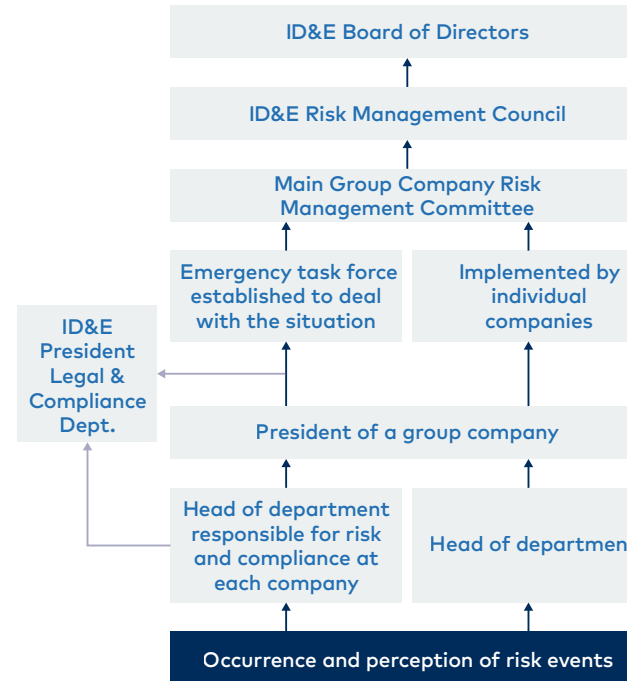 ID&E Board of Directors
ID&E Risk Management Council
Main Group Company Risk
Management Committee
Emergency task force
established to deal
with the situation
Implemented by
individual
companies
ID&E
President
Legal &
Compliance
Dept.
President of a group company
Head of department
responsible for risk
and compliance at
each company
Head of departmen
Occurrence and perception of risk events